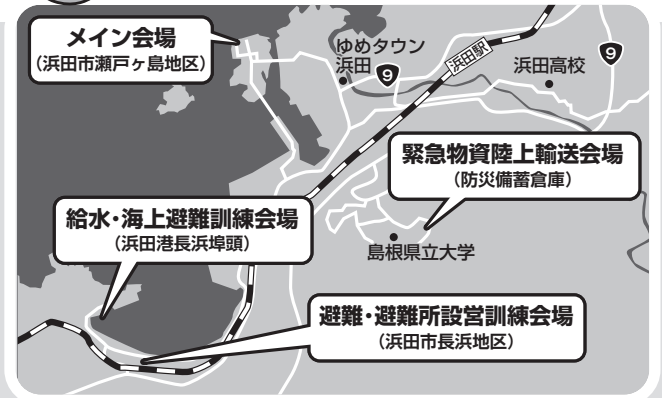 メイン会場
(浜田市瀬戸ヶ島地区)
ゆめタウン
浜田
9
浜田駅
浜田高校
9
緊急物資陸上輸送会場
(防災備蓄倉庫)
給水・海上避難訓練会場
(浜田港長浜埠頭)
島根県立大学
避難・避難所設営訓練会場
(浜田市長浜地区)